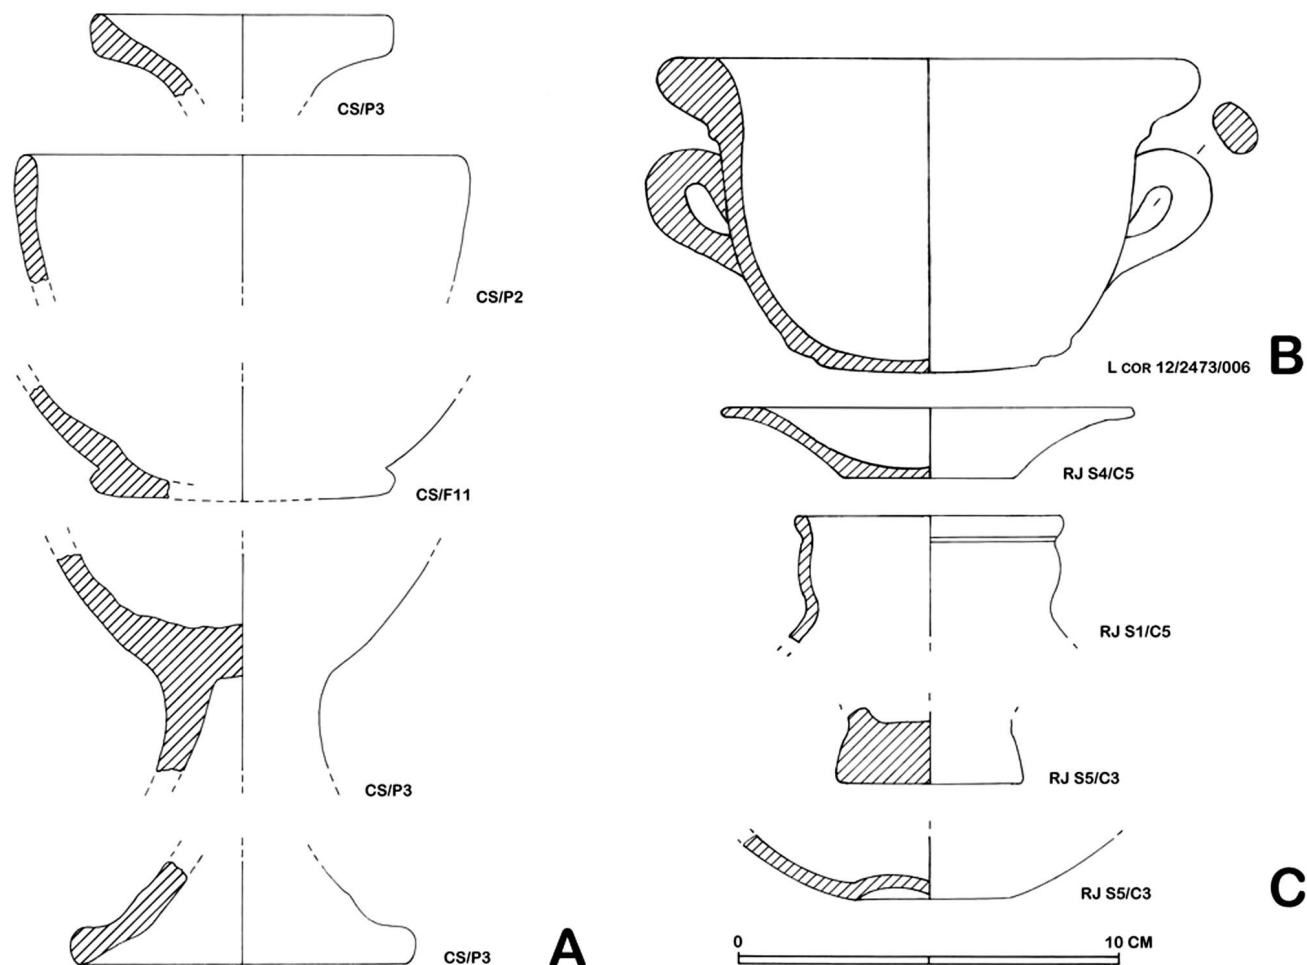 CS/P3
CS/P2
CS/F11
CS/P3
CS/P3
A
L COR 12/2473/006
B
RJ S4/C5
RJ S1/C5
RJ S5/C3
RJ S5/C3
C
0 10 CM